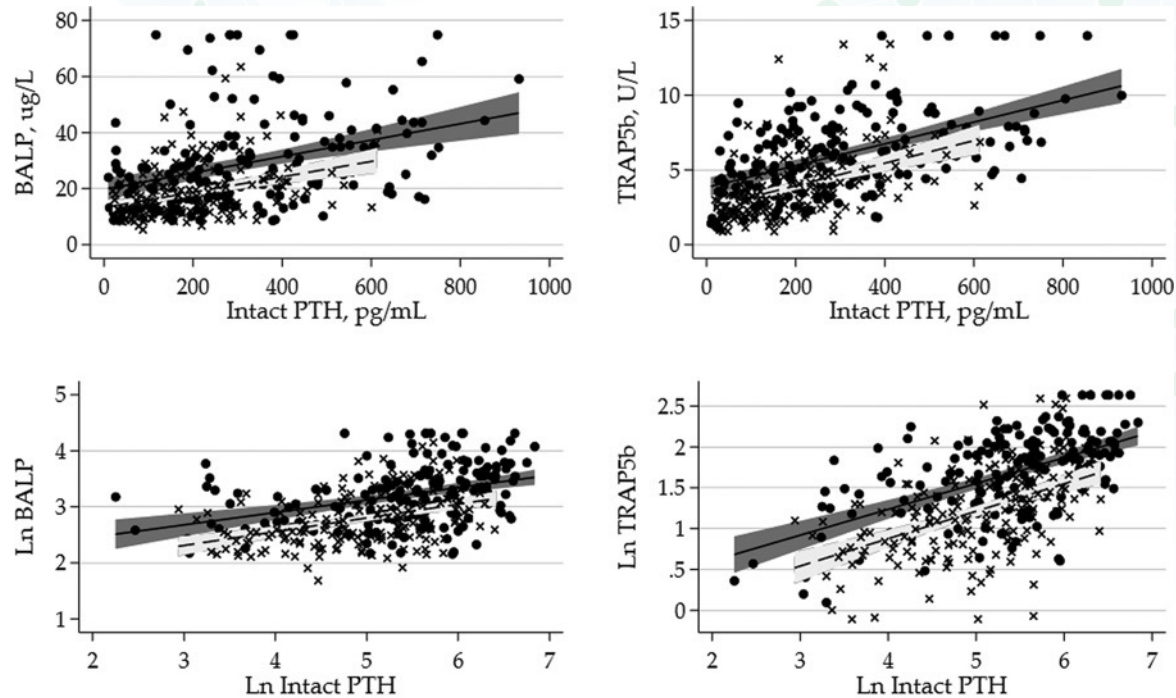 80
60
40
20
0
BALP, ug/L
0 200 400 600 800 1000
Intact PTH, pg/mL
15
10
5
0
TRAP5b, U/L
0 200 400 600 800 1000
Intact PTH, pg/mL
5
4
3
2
1
Ln BALP
2 3 4 5 6 7
Ln Intact PTH
2.5
2
1.5
1
.5
0
Ln TRAP5b
2 3 4 5 6 7
Ln Intact PTH